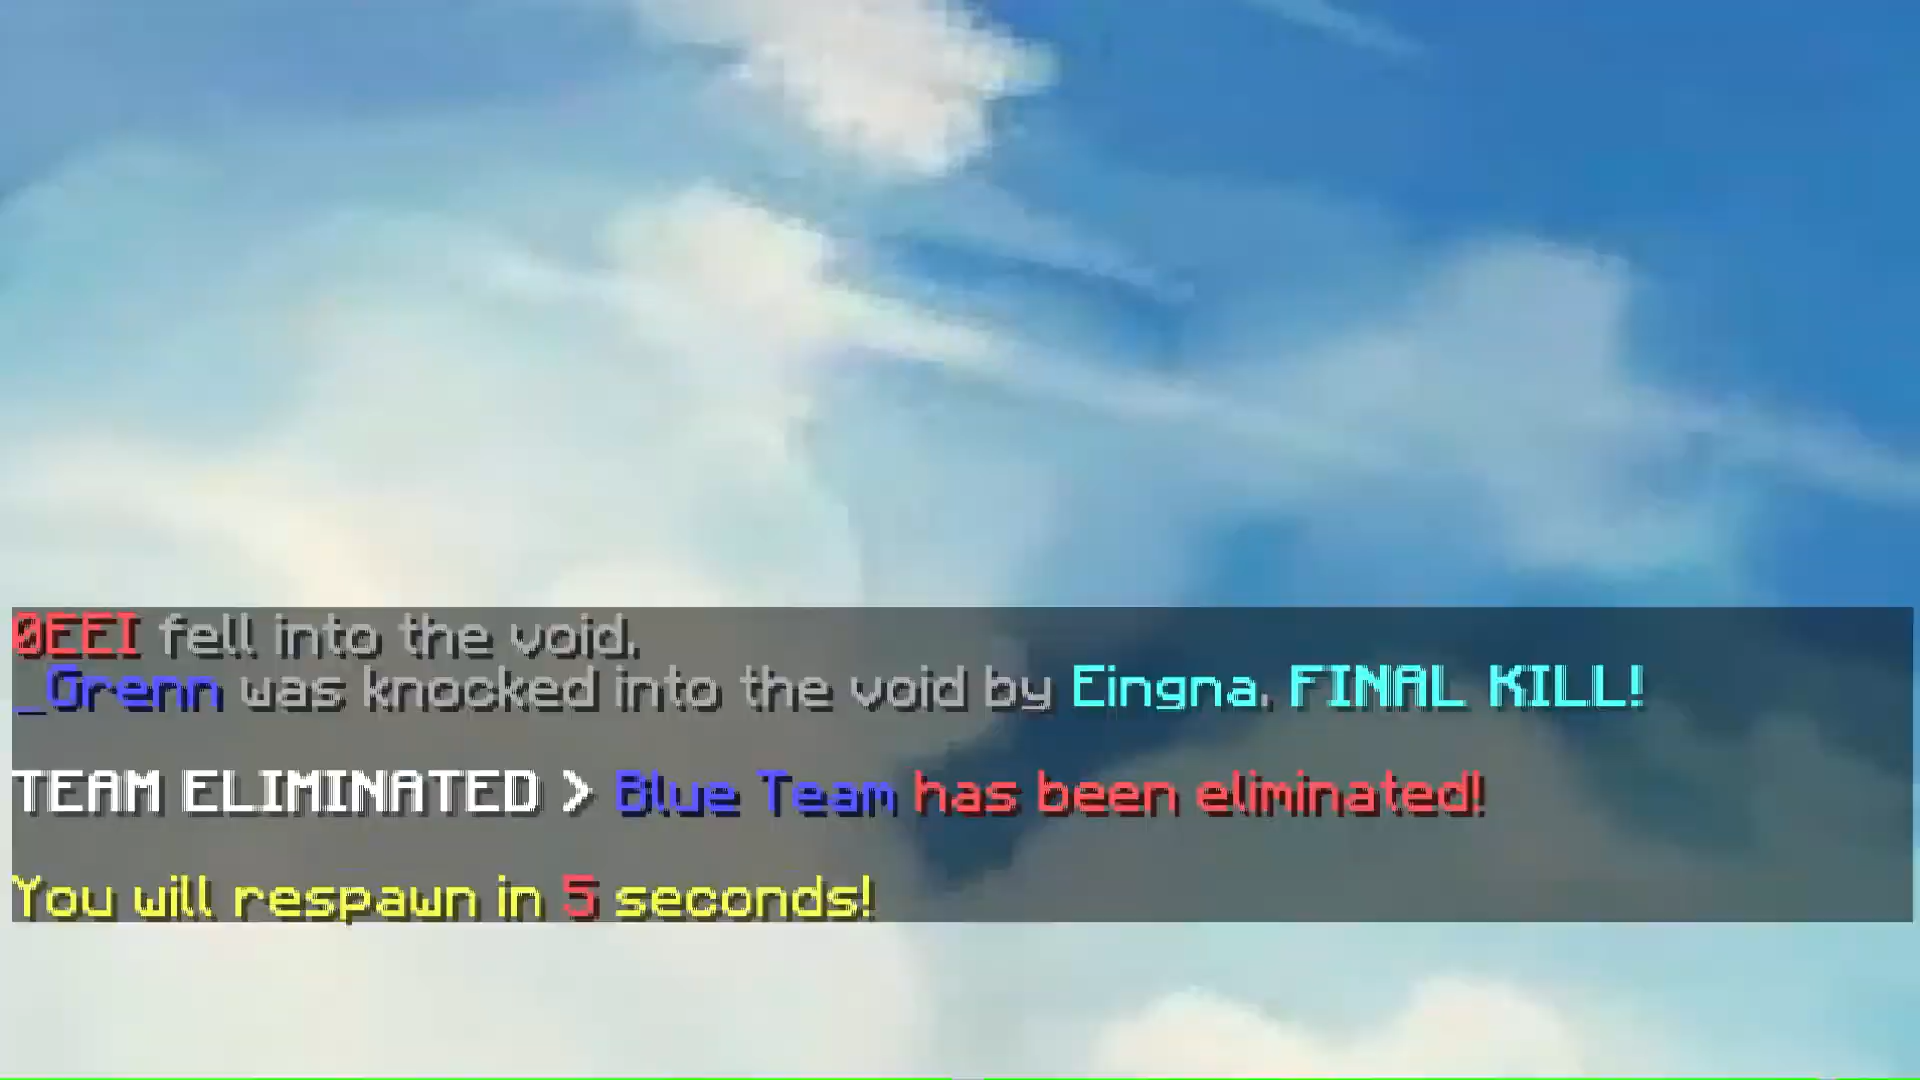 0EEI fell into the void.
_Grenn was knocked into the void by Eingna. FINAL KILL!
TEAM ELIMINATED > Blue Team has been eliminated!
You will respawn in 5 seconds!